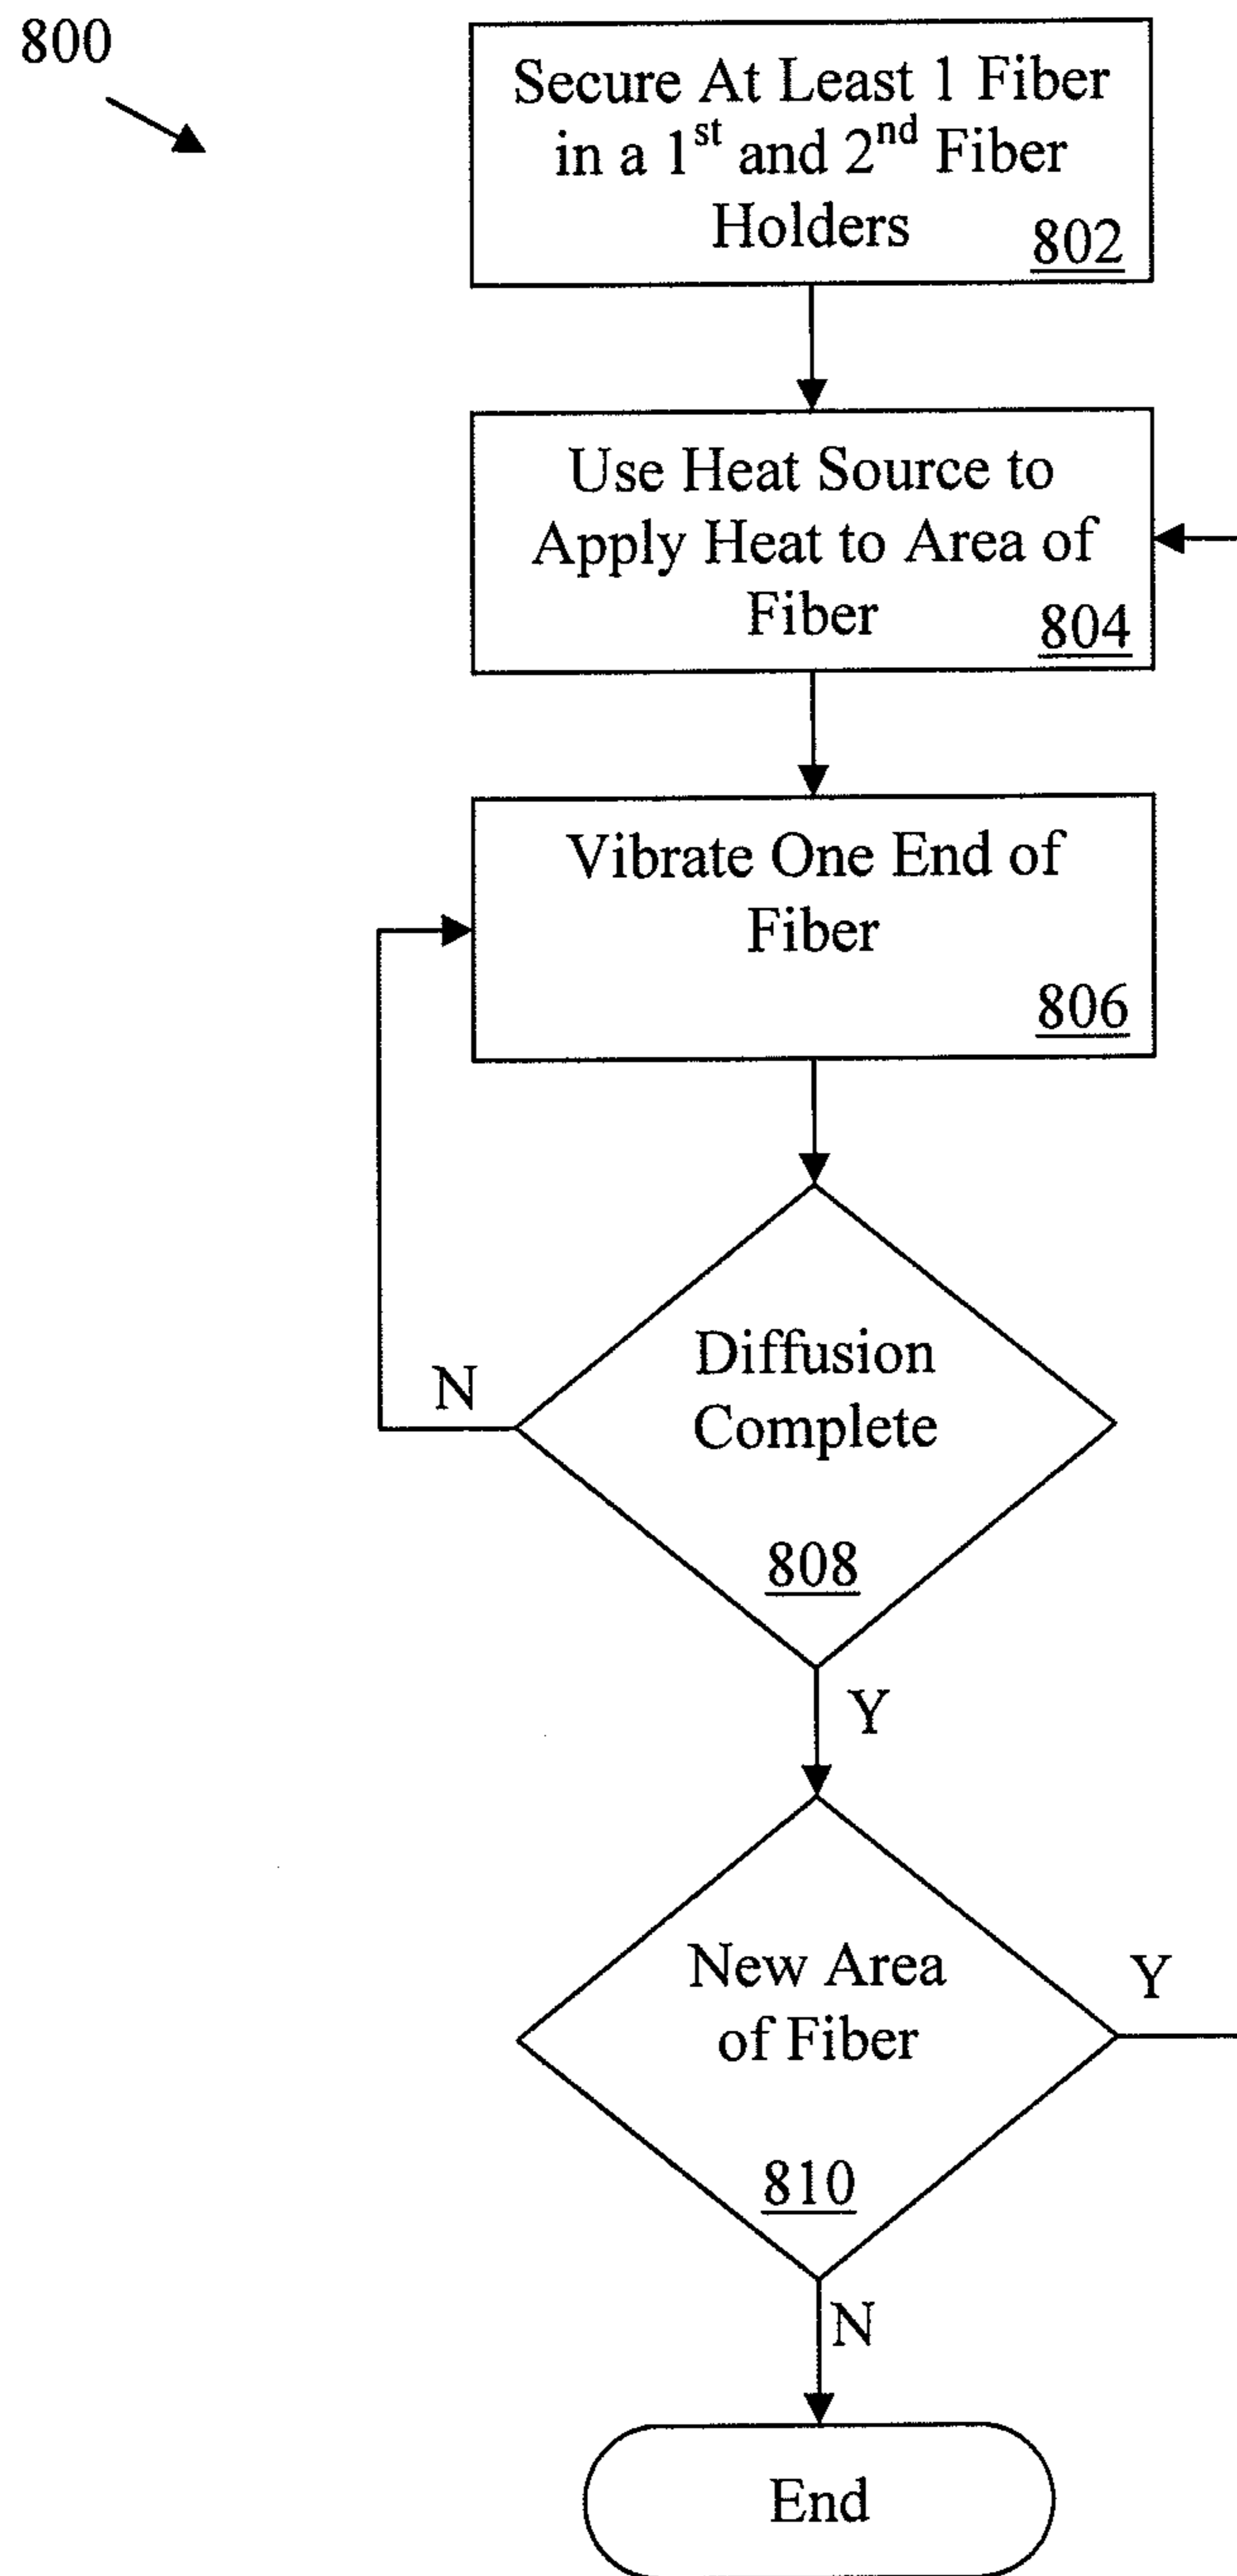 800
Secure At Least 1 Fiber
in a 1st and 2nd Fiber
Holders
802
Use Heat Source to
Apply Heat to Area of
Fiber
804
Vibrate One End of
Fiber
806
Diffusion
Complete
N
808
Y
New Area
of Fiber
Y
810
N
End